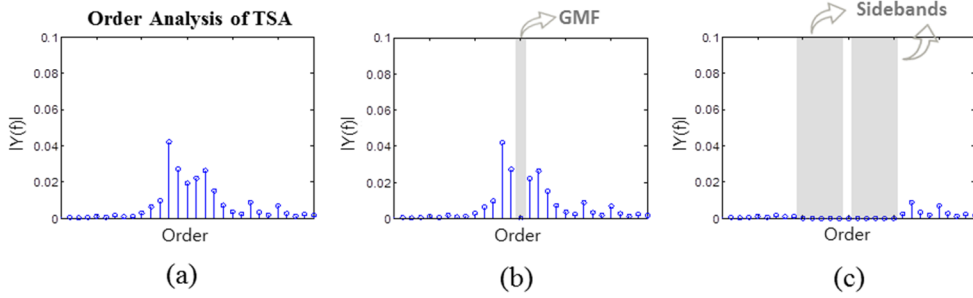 Order Analysis of TSA
0.1
0.08
0.06
0.04
0.02
0
|Y(f)|
Order
(a)
GMF
0.1
0.08
0.06
0.04
0.02
0
|Y(f)|
Order
(b)
Sidebands
0.1
0.08
0.06
0.04
0.02
0
|Y(f)|
Order
(c)